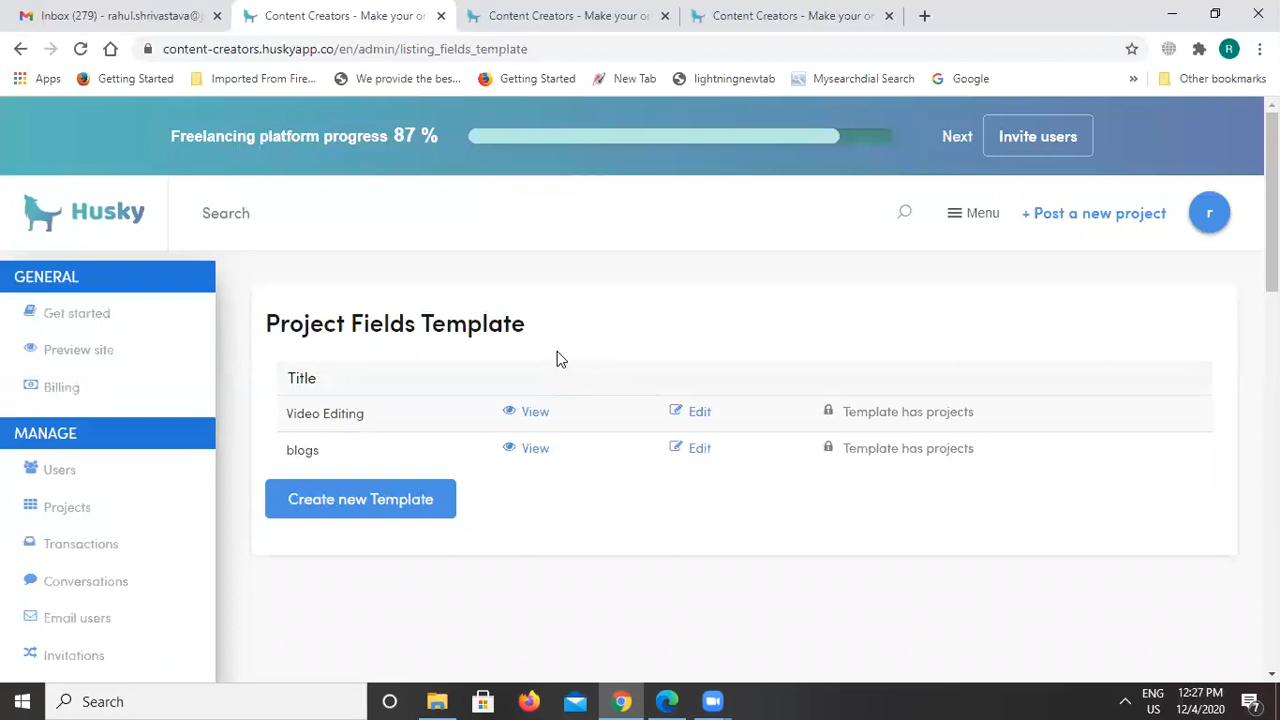 Inbox (279) - rahul.shrivastava@j
Content Creators - Make your or
Content Creators - Make your or
Content Creators - Make your or
content-creators.huskyapp.co/en/admin/listing_fields_template
R
Apps
Getting Started
Imported From Fire...
We provide the bes...
Getting Started
New Tab
lightningnewtab
Mysearchdial Search
Google
»
Other bookmarks
Freelancing platform progress 87 %
Next
Invite users
Husky
Search
Menu
+ Post a new project
r
GENERAL
Get started
Preview site
Billing
MANAGE
Users
Projects
Transactions
Conversations
Email users
Invitations
Project Fields Template
Title
Video Editing View Edit Template has projects
blogs View Edit Template has projects
Create new Template
Search
ENG
US
12:27 PM
12/4/2020
7